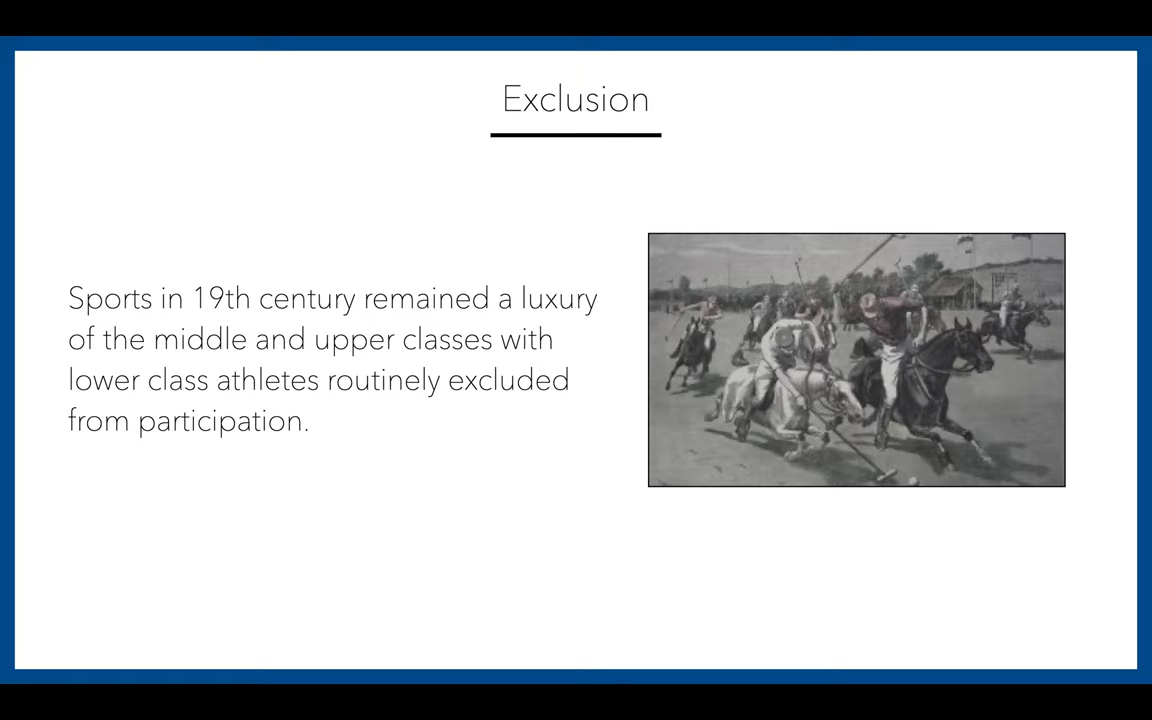 Exclusion
Sports in 19th century remained a luxury
of the middle and upper classes with
lower class athletes routinely excluded
from participation.